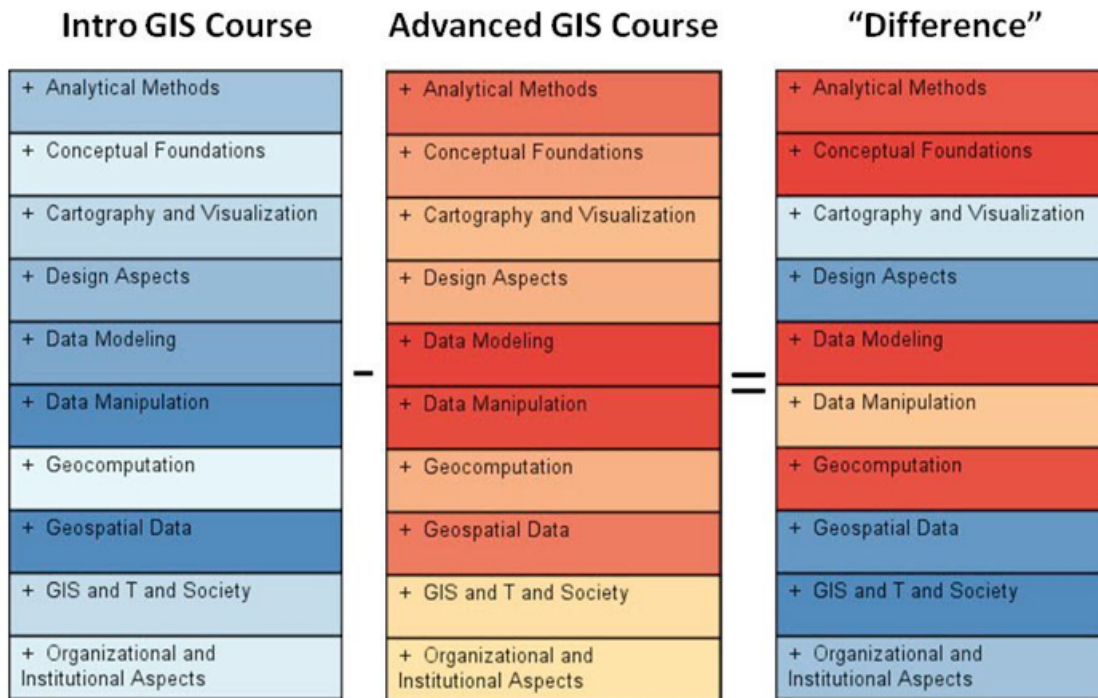 Intro GIS Course
+ Analytical Methods
+ Conceptual Foundations
+ Cartography and Visualization
+ Design Aspects
+ Data Modeling
+ Data Manipulation
+ Geocomputation
+ Geospatial Data
+ GIS and T and Society
+ Organizational and
Institutional Aspects
-
Advanced GIS Course
+ Analytical Methods
+ Conceptual Foundations
+ Cartography and Visualization
+ Design Aspects
+ Data Modeling
+ Data Manipulation
+ Geocomputation
+ Geospatial Data
+ GIS and T and Society
+ Organizational and
Institutional Aspects
=
“Difference”
+ Analytical Methods
+ Conceptual Foundations
+ Cartography and Visualization
+ Design Aspects
+ Data Modeling
+ Data Manipulation
+ Geocomputation
+ Geospatial Data
+ GIS and T and Society
+ Organizational and
Institutional Aspects